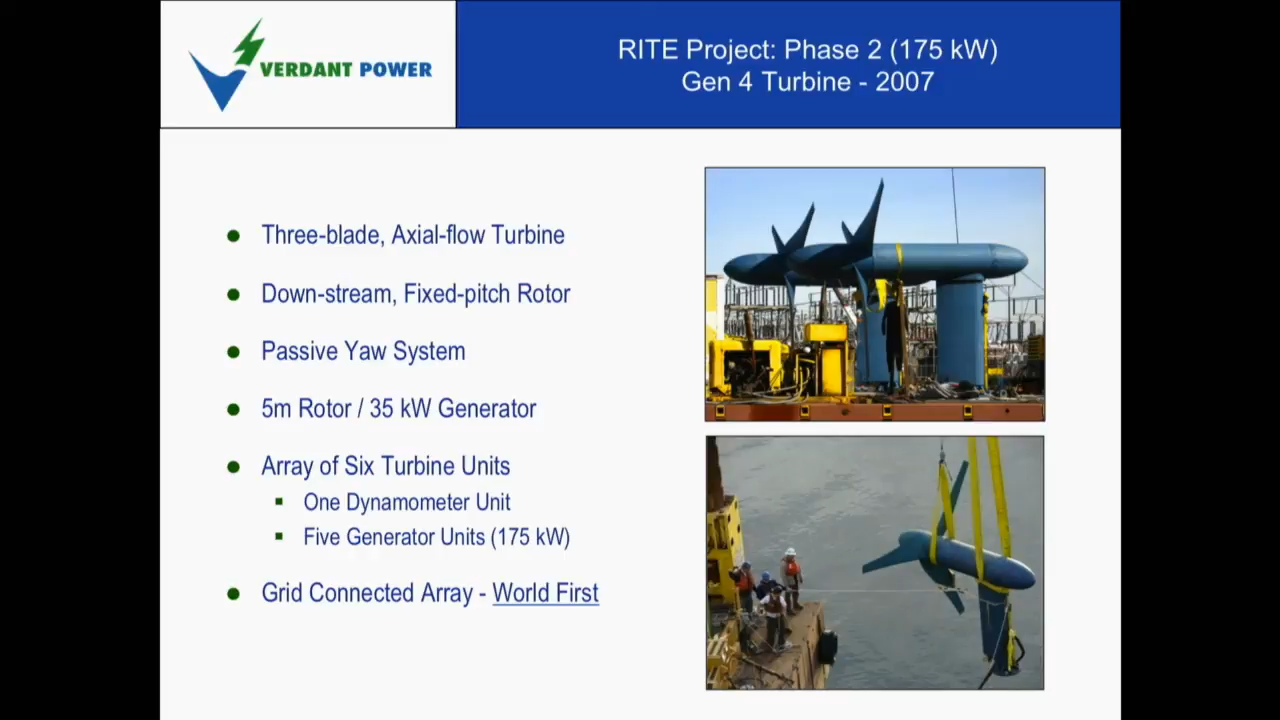 VERDANT POWER
RITE Project: Phase 2 (175 kW)
Gen 4 Turbine - 2007
Three-blade, Axial-flow Turbine
Down-stream, Fixed-pitch Rotor
Passive Yaw System
5m Rotor / 35 kW Generator
Array of Six Turbine Units
One Dynamometer Unit
Five Generator Units (175 kW)
Grid Connected Array - World First